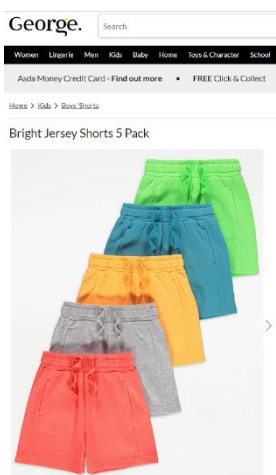 George.
Search
Women Lingerie Men Kids Baby Home Toys & Character School
Asda Money Credit Card - Find out more • FREE Click & Collect
Home > Kids > Boys' Shorts
Bright Jersey Shorts 5 Pack